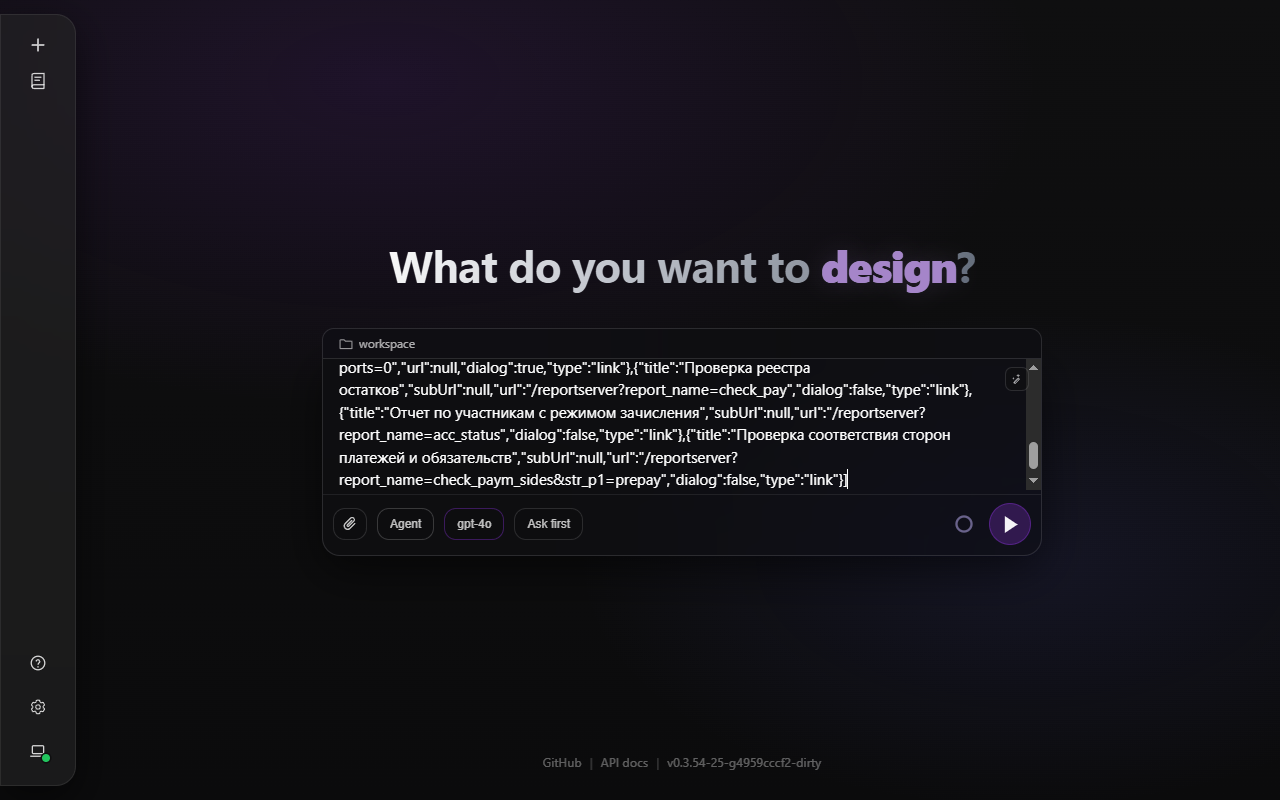 What do you want to design?
workspace
ports=0","url":null,"dialog":true,"type":"link"},{"title":"Проверка реестра
остатков","subUrl":null,"url":"/reportserver?report_name=check_pay","dialog":false,"type":"link"},
{"title":"Отчет по участникам с режимом зачисления","subUrl":null,"url":"/reportserver?
report_name=acc_status","dialog":false,"type":"link"},{"title":"Проверка соответствия сторон
платежей и обязательств","subUrl":null,"url":"/reportserver?
report_name=check_paym_sides&str_p1=prepay","dialog":false,"type":"link"}]
Agent
gpt-4o
Ask first
GitHub | API docs | v0.3.54-25-g4959cccf2-dirty